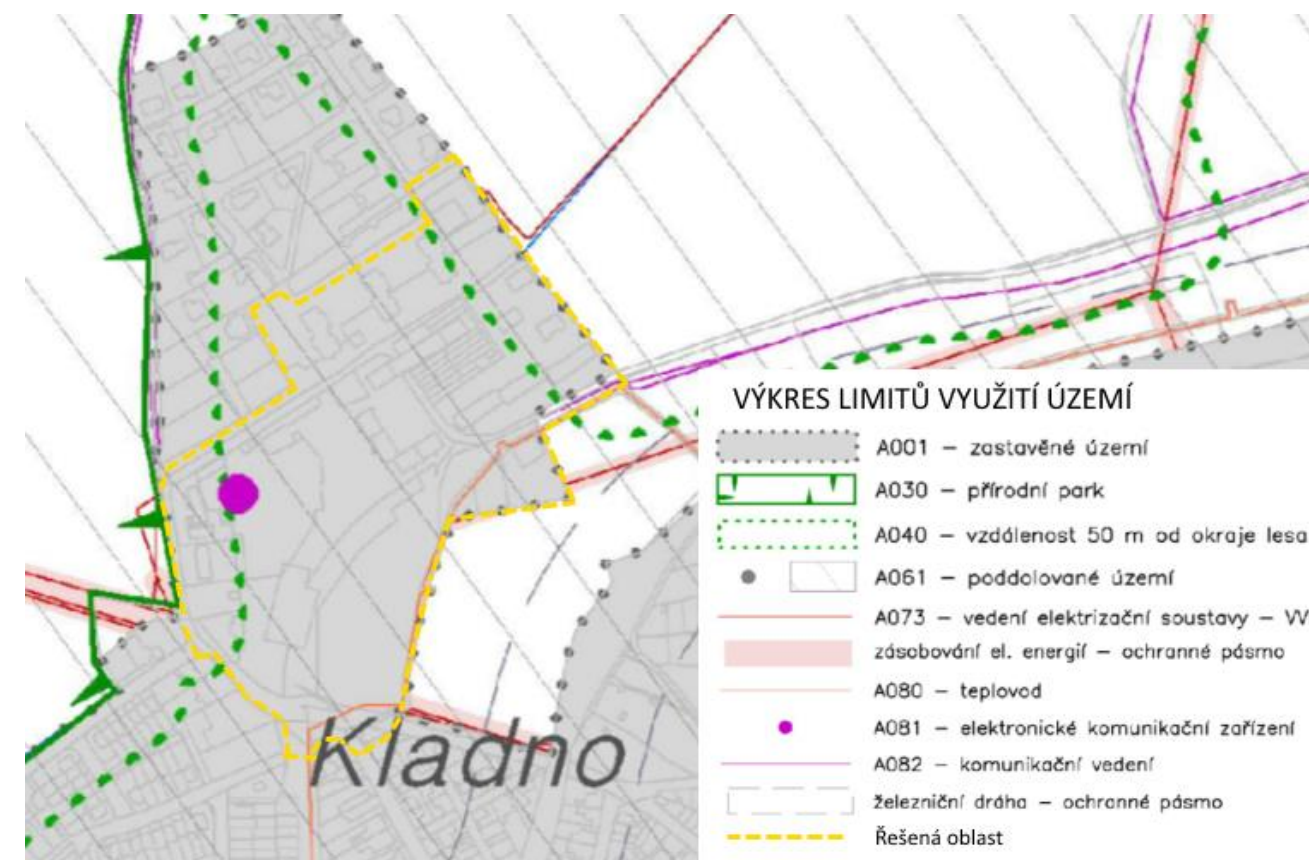 VÝKRES LIMITŮ VYUŽITÍ ÚZEMÍ
A001 – zastavěné území
A030 – přírodní park
A040 – vzdálenost 50 m od okraje lesa
A061 – poddolované území
A073 – vedení elektrizační soustavy – VV
zásobování el. energií – ochranné pásmo
A080 – teplovod
A081 – elektronické komunikační zařízení
A082 – komunikační vedení
železniční dráha – ochranné pásmo
Řešená oblast
Kladno